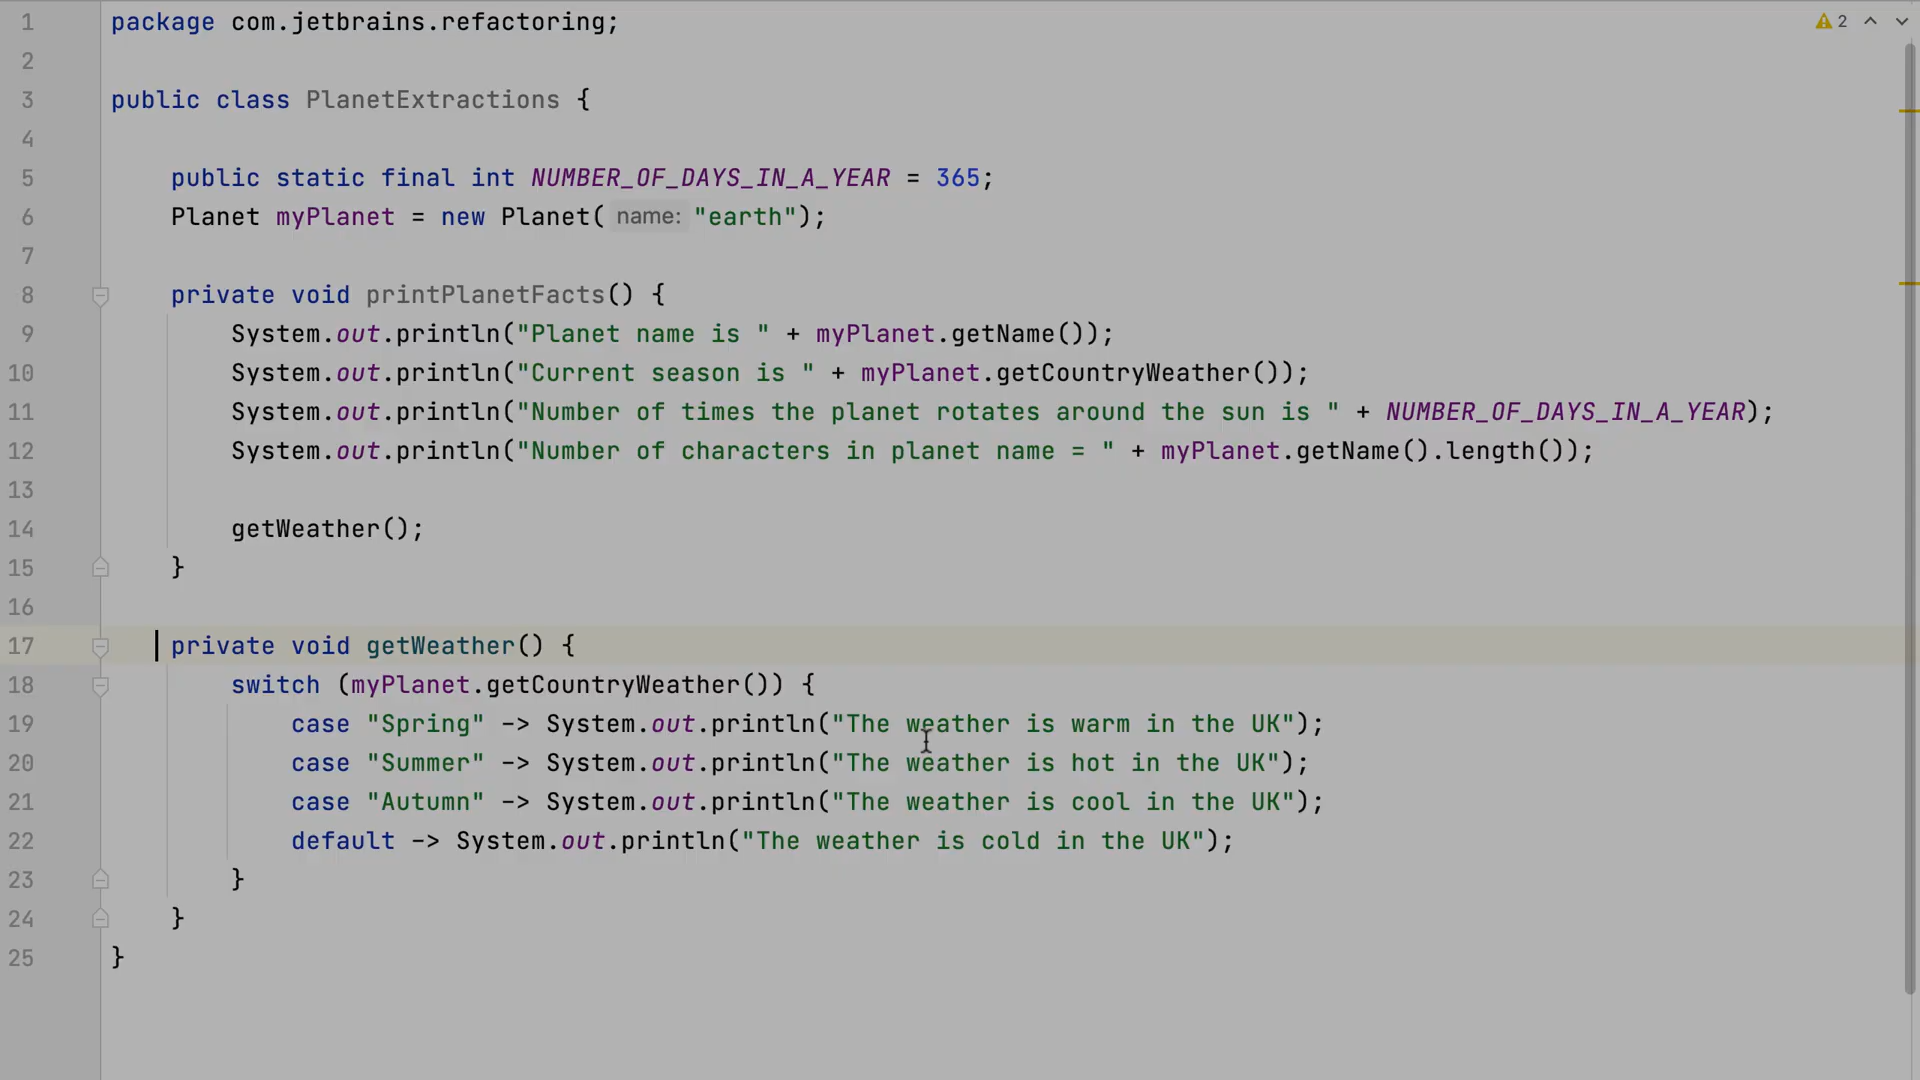 1 package com.jetbrains.refactoring; 2
2
3 public class PlanetExtractions {
4
5 public static final int NUMBER_OF_DAYS_IN_A_YEAR = 365;
6 Planet myPlanet = new Planet( name: "earth");
7
8 private void printPlanetFacts() {
9 System.out.println("Planet name is " + myPlanet.getName());
10 System.out.println("Current season is " + myPlanet.getCountryWeather());
11 System.out.println("Number of times the planet rotates around the sun is " + NUMBER_OF_DAYS_IN_A_YEAR);
12 System.out.println("Number of characters in planet name = " + myPlanet.getName().length());
13
14 getWeather();
15 }
16
17 private void getWeather() {
18 switch (myPlanet.getCountryWeather()) {
19 case "Spring" -> System.out.println("The weather is warm in the UK");
20 case "Summer" -> System.out.println("The weather is hot in the UK");
21 case "Autumn" -> System.out.println("The weather is cool in the UK");
22 default -> System.out.println("The weather is cold in the UK");
23 }
24 }
25 }